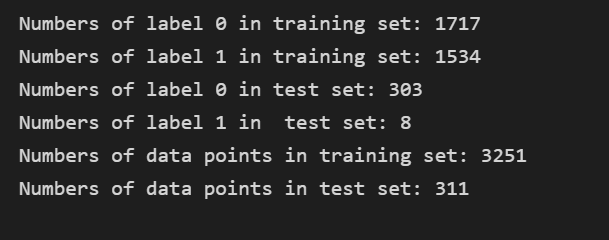 Numbers of label 0 in training set: 1717
Numbers of label 1 in training set: 1534
Numbers of label 0 in test set: 303
Numbers of label 1 in  test set: 8
Numbers of data points in training set: 3251
Numbers of data points in test set: 311